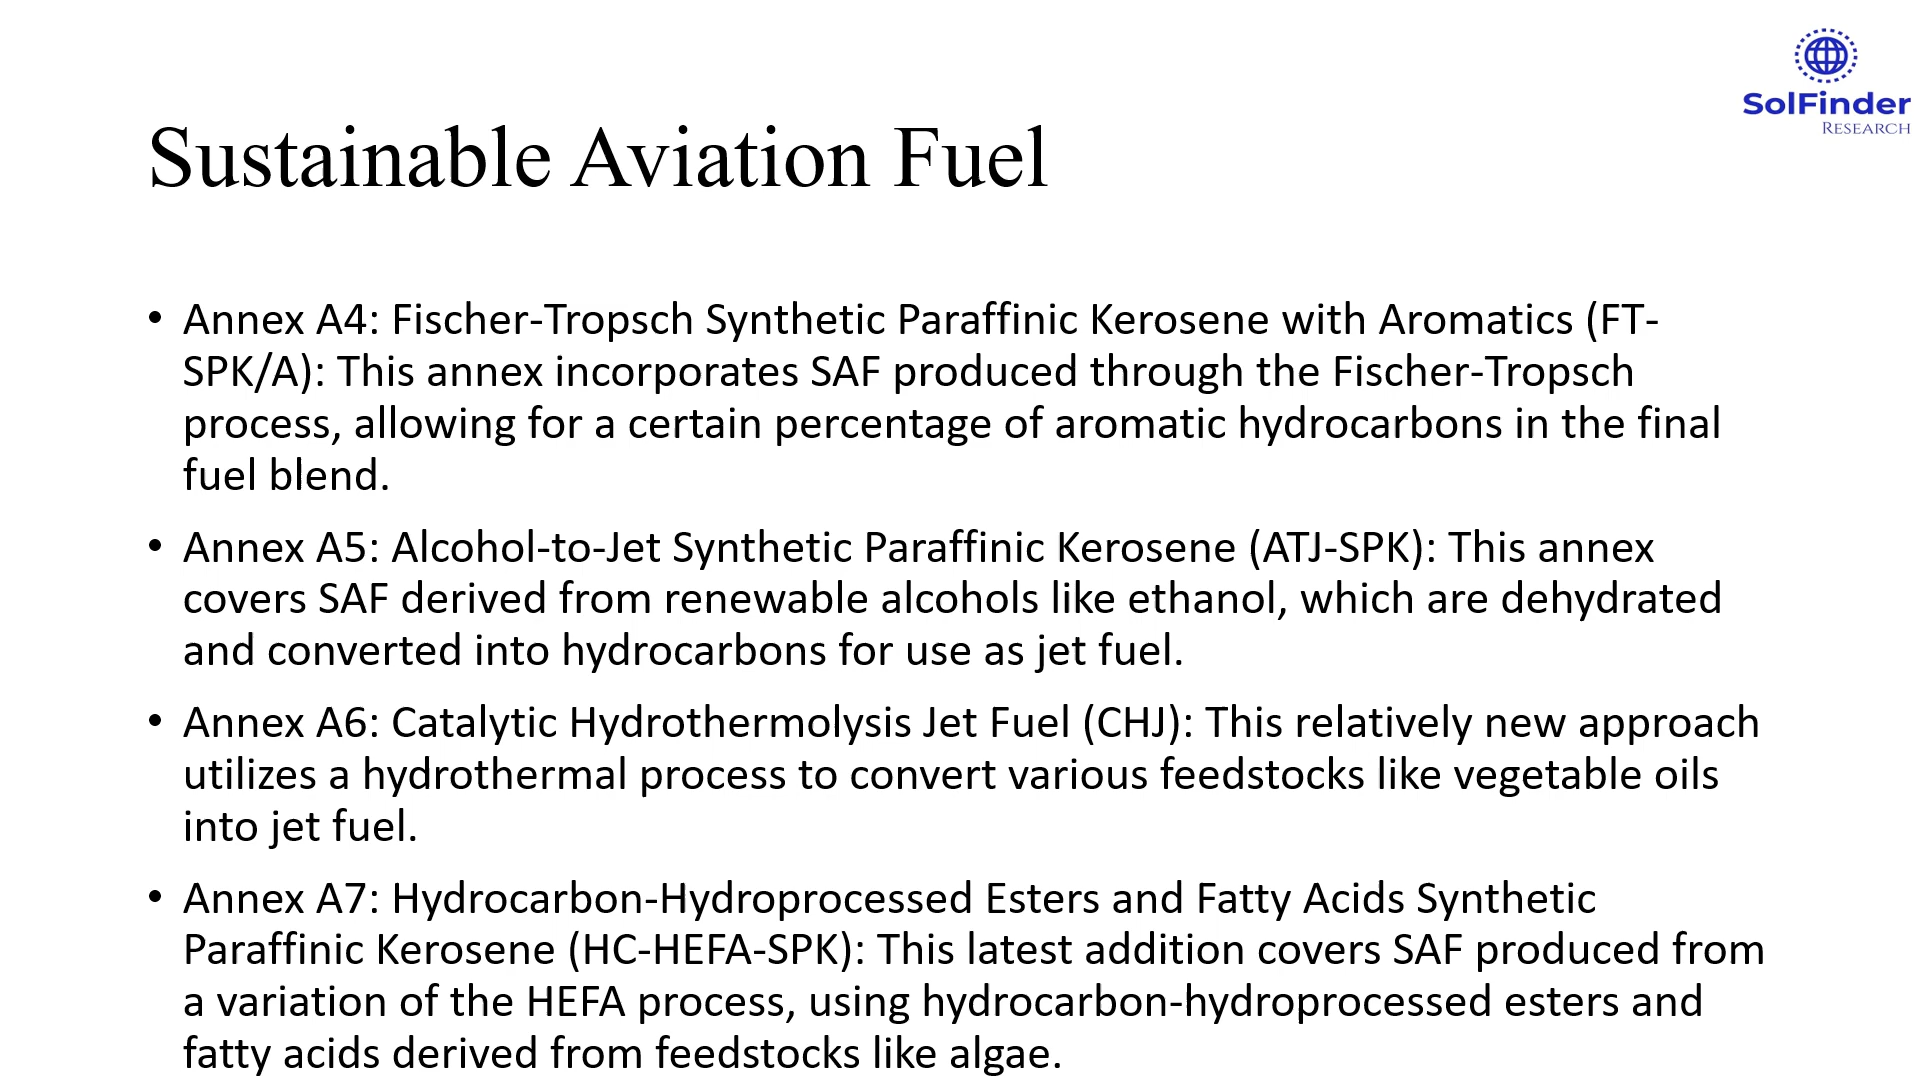 SolFinder
RESEARCH
Sustainable Aviation Fuel
• Annex A4: Fischer-Tropsch Synthetic Paraffinic Kerosene with Aromatics (FT-
SPK/A): This annex incorporates SAF produced through the Fischer-Tropsch
process, allowing for a certain percentage of aromatic hydrocarbons in the final
fuel blend.
• Annex A5: Alcohol-to-Jet Synthetic Paraffinic Kerosene (ATJ-SPK): This annex
covers SAF derived from renewable alcohols like ethanol, which are dehydrated
and converted into hydrocarbons for use as jet fuel.
• Annex A6: Catalytic Hydrothermolysis Jet Fuel (CHJ): This relatively new approach
utilizes a hydrothermal process to convert various feedstocks like vegetable oils
into jet fuel.
• Annex A7: Hydrocarbon-Hydroprocessed Esters and Fatty Acids Synthetic
Paraffinic Kerosene (HC-HEFA-SPK): This latest addition covers SAF produced from
a variation of the HEFA process, using hydrocarbon-hydroprocessed esters and
fatty acids derived from feedstocks like algae.